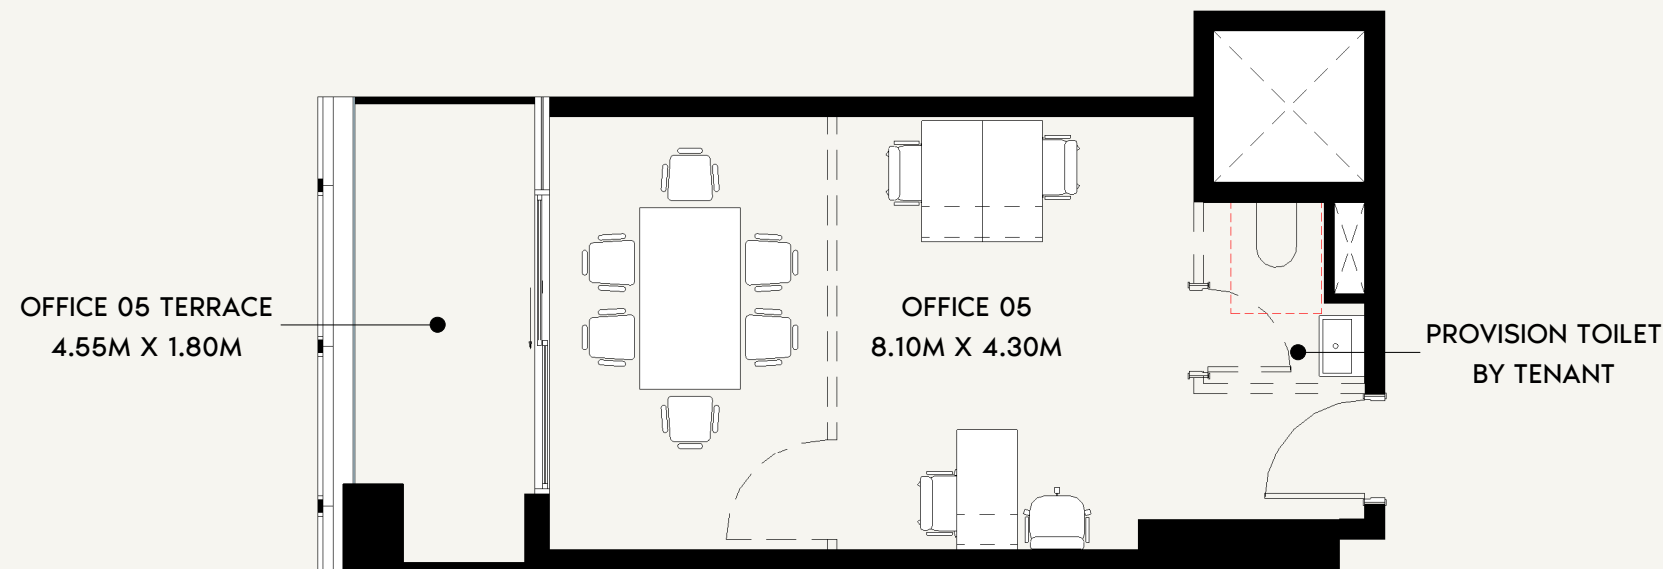 OFFICE 05 TERRACE
4.55M X 1.80M
OFFICE 05
8.10M X 4.30M
PROVISION TOILET
BY TENANT